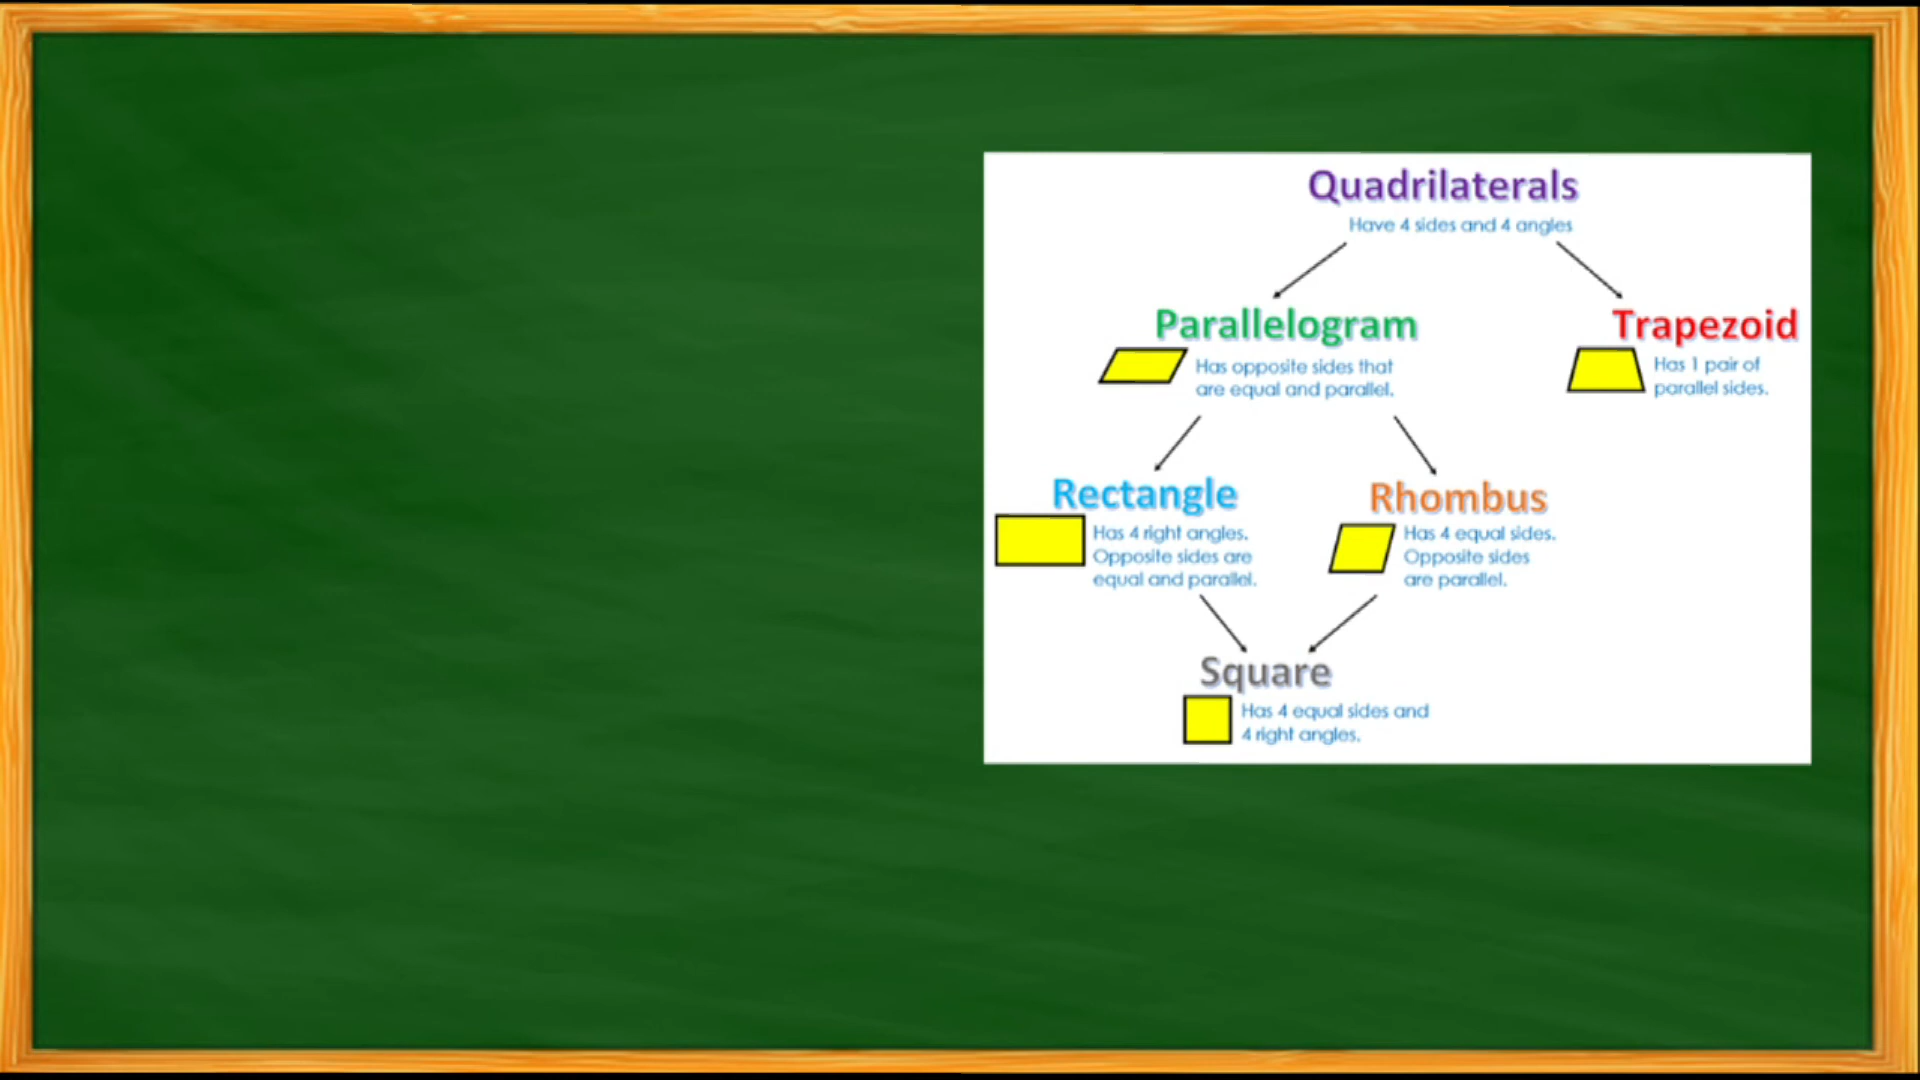 Quadrilaterals
Have 4 sides and 4 angles
Parallelogram
Has opposite sides that
are equal and parallel.
Trapezoid
Has 1 pair of
parallel sides.
Rectangle
Has 4 right angles.
Opposite sides are
equal and parallel.
Rhombus
Has 4 equal sides.
Opposite sides
are parallel.
Square
Has 4 equal sides and
4 right angles.